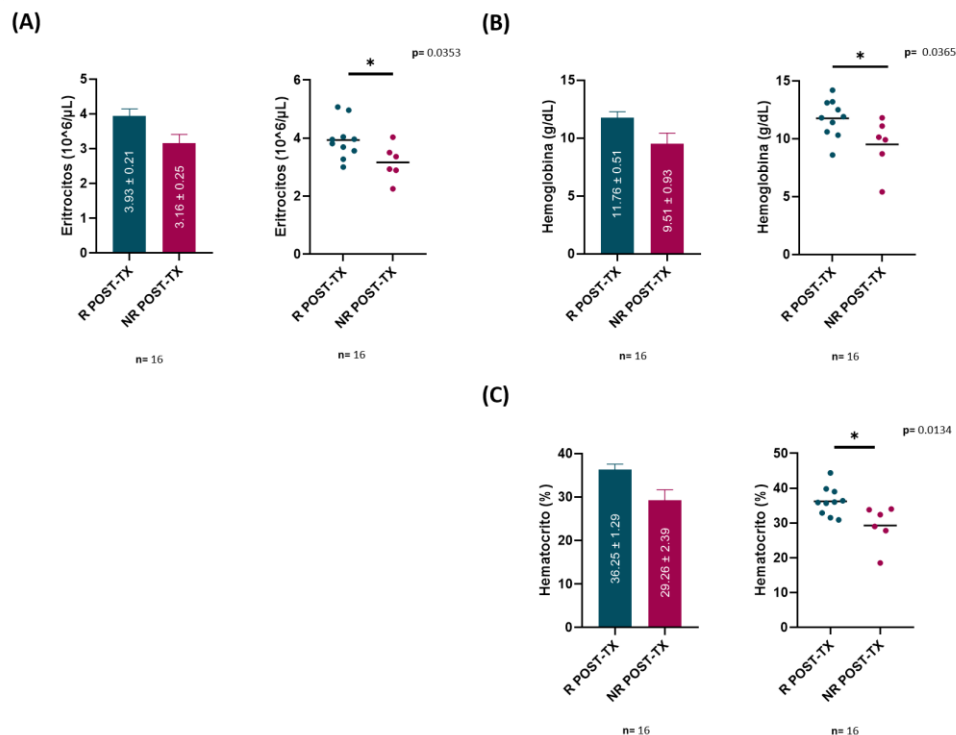 (A)
p= 0.0353
Eritrocitos (10^6/µL)
5
4
3
2
1
0
3.93 ± 0.21
3.16 ± 0.25
R POST-TX
NR POST-TX
n= 16
Eritrocitos (10^6/µL)
6
4
2
0
*
R POST-TX
NR POST-TX
n= 16
(B)
p= 0.0365
Hemoglobina (g/dL)
15
10
5
0
11.76 ± 0.51
9.51 ± 0.93
R POST-TX
NR POST-TX
n= 16
Hemoglobina (g/dL)
15
10
5
0
*
R POST-TX
NR POST-TX
n= 16
(C)
p= 0.0134
Hematocrito (%)
40
30
20
10
0
36.25 ± 1.29
29.26 ± 2.39
R POST-TX
NR POST-TX
n= 16
Hematocrito (%)
50
40
30
20
10
0
*
R POST-TX
NR POST-TX
n= 16